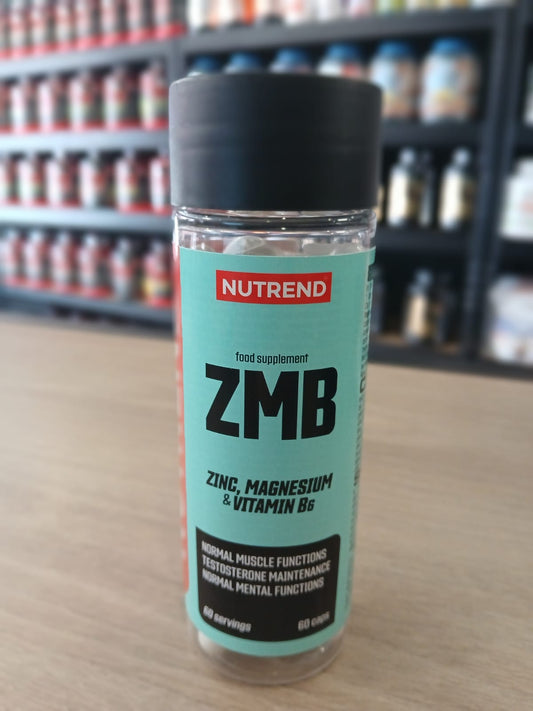 NUTREND
food supplement
ZMB
ZINC, MAGNESIUM
& VITAMIN B6
NORMAL MUSCLE FUNCTIONS
TESTOSTERONE MAINTENANCE
NORMAL MENTAL FUNCTIONS
60 servings
60 caps